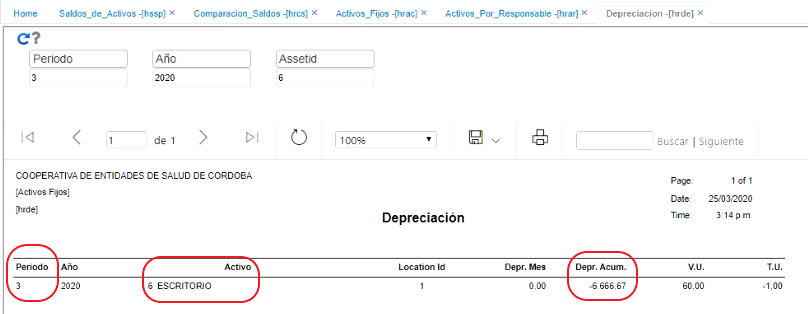 Home Saldos_de_Activos -[hssp] × Comparacion_Saldos -[hrcs] × Activos_Fijos -[hrac] × Activos_Por_Responsable -[hrar] × Depreciacion -[hrde] ×
?
Periodo Año Assetid
3 2020 6
1 de 1 100% Buscar | Siguiente
COOPERATIVA DE ENTIDADES DE SALUD DE CORDOBA
[Activos Fijos]
[hrde]
Page: 1 of 1
Date: 25/03/2020
Time: 3:14 p.m.
Depreciación
Periodo Año Activo Location Id Depr. Mes Depr. Acum. V.U. T.U.
3 2020 6 ESCRITORIO 1 0,00 -6.666,67 60,00 -1,00